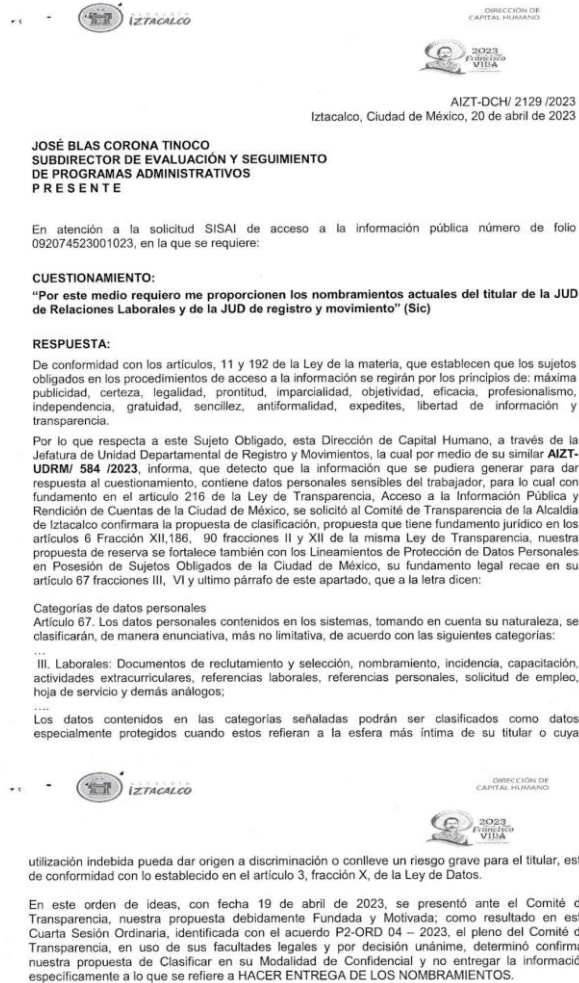 iZTACALCO
DIRECCIÓN DE
CAPITAL HUMANO
2023
Francisco
VILLA
AIZT-DCH/ 2129 /2023
Iztacalco, Ciudad de México, 20 de abril de 2023
JOSÉ BLAS CORONA TINOCO
SUBDIRECTOR DE EVALUACIÓN Y SEGUIMIENTO
DE PROGRAMAS ADMINISTRATIVOS
P R E S E N T E
En atención a la solicitud SISAI de acceso a la información pública número de folio
092074523001023, en la que se requiere:
CUESTIONAMIENTO:
“Por este medio requiero me proporcionen los nombramientos actuales del titular de la JUD
de Relaciones Laborales y de la JUD de registro y movimiento” (Sic)
RESPUESTA:
De conformidad con los artículos, 11 y 192 de la Ley de la materia, que establecen que los sujetos
obligados en los procedimientos de acceso a la información se regirán por los principios de: máxima
publicidad, certeza, legalidad, prontitud, imparcialidad, objetividad, eficacia, profesionalismo,
independencia, gratuidad, sencillez, antiformalidad, expedites, libertad de información y
transparencia.
Por lo que respecta a este Sujeto Obligado, esta Dirección de Capital Humano, a través de la
Jefatura de Unidad Departamental de Registro y Movimientos, la cual por medio de su similar AIZT-
UDRM/ 584 /2023, informa, que detecto que la información que se pudiera generar para dar
respuesta al cuestionamiento, contiene datos personales sensibles del trabajador, para lo cual con
fundamento en el articulo 216 de la Ley de Transparencia, Acceso a la Información Pública y
Rendición de Cuentas de la Ciudad de México, se solicitó al Comité de Transparencia de la Alcaldía
de Iztacalco confirmara la propuesta de clasificación, propuesta que tiene fundamento jurídico en los
artículos 6 Fracción XII,186, 90 fracciones II y XII de la misma Ley de Transparencia, nuestra
propuesta de reserva se fortalece también con los Lineamientos de Protección de Datos Personales
en Posesión de Sujetos Obligados de la Ciudad de México, su fundamento legal recae en su
artículo 67 fracciones III, VI y ultimo párrafo de este apartado, que a la letra dicen:
Categorías de datos personales
Artículo 67. Los datos personales contenidos en los sistemas, tomando en cuenta su naturaleza, se
clasificarán, de manera enunciativa, más no limitativa, de acuerdo con las siguientes categorías:
...
III. Laborales: Documentos de reclutamiento y selección, nombramiento, incidencia, capacitación,
actividades extracurriculares, referencias laborales, referencias personales, solicitud de empleo,
hoja de servicio y demás análogos;
....
Los datos contenidos en las categorías señaladas podrán ser clasificados como datos
especialmente protegidos cuando estos refieran a la esfera más íntima de su titular o cuya
iZTACALCO
DIRECCIÓN DE
CAPITAL HUMANO
2023
Francisco
VILLA
utilización indebida pueda dar origen a discriminación o conlleve un riesgo grave para el titular, est
de conformidad con lo establecido en el artículo 3, fracción X, de la Ley de Datos.
En este orden de ideas, con fecha 19 de abril de 2023, se presentó ante el Comité d
Transparencia, nuestra propuesta debidamente Fundada y Motivada; como resultado en est
Cuarta Sesión Ordinaria, identificada con el acuerdo P2-ORD 04 – 2023, el pleno del Comité d
Transparencia, en uso de sus facultades legales y por decisión unánime, determinó confirma
nuestra propuesta de Clasificar en su Modalidad de Confidencial y no entregar la informació
específicamente a lo que se refiere a HACER ENTREGA DE LOS NOMBRAMIENTOS.